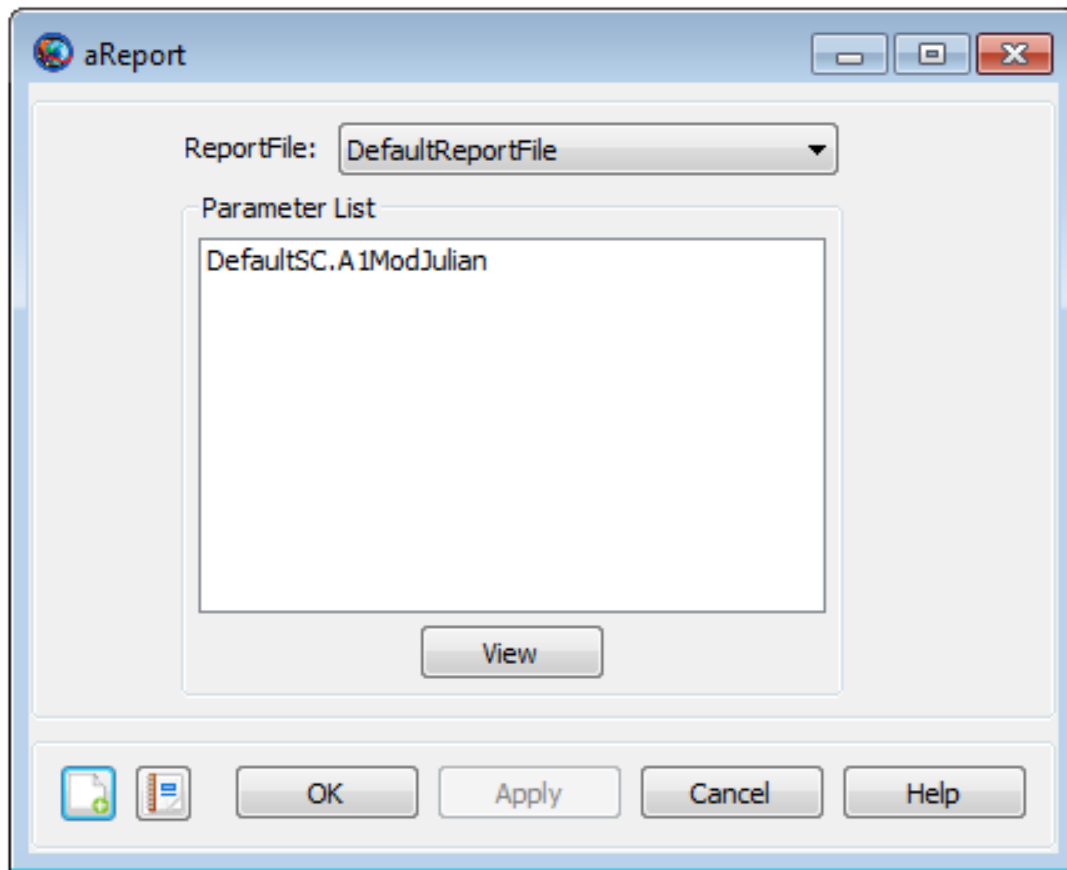 aReport
ReportFile: DefaultReportFile
Parameter List
DefaultSC.A1ModJulian
View
OK Apply Cancel Help